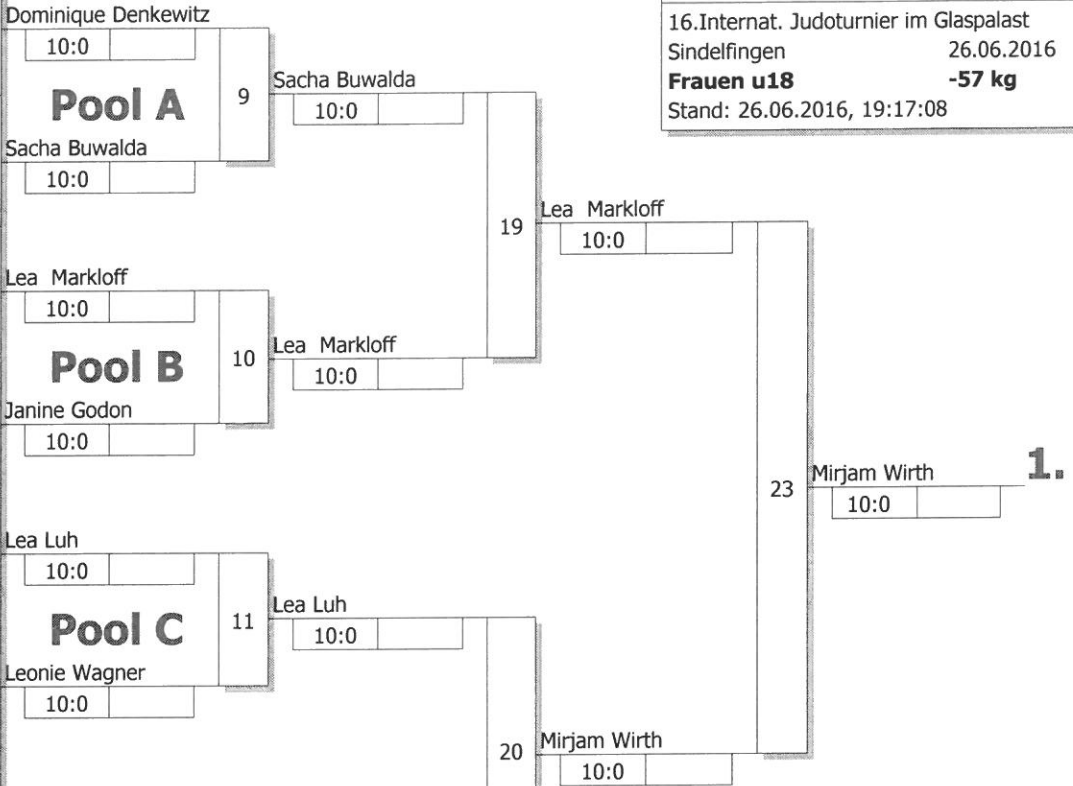 Dominique Denkewitz
10:0
Pool A
9
Sacha Buwalda
10:0
Sacha Buwalda
10:0
16.Internat. Judoturnier im Glaspalast
Sindelfingen 26.06.2016
Frauen u18 -57 kg
Stand: 26.06.2016, 19:17:08
19
Lea Markloff
10:0
Lea Markloff
10:0
Pool B
10
Lea Markloff
10:0
Janine Godon
10:0
23
Mirjam Wirth
10:0
1.
Lea Luh
10:0
Pool C
11
Lea Luh
10:0
Leonie Wagner
10:0
20
Mirjam Wirth
10:0